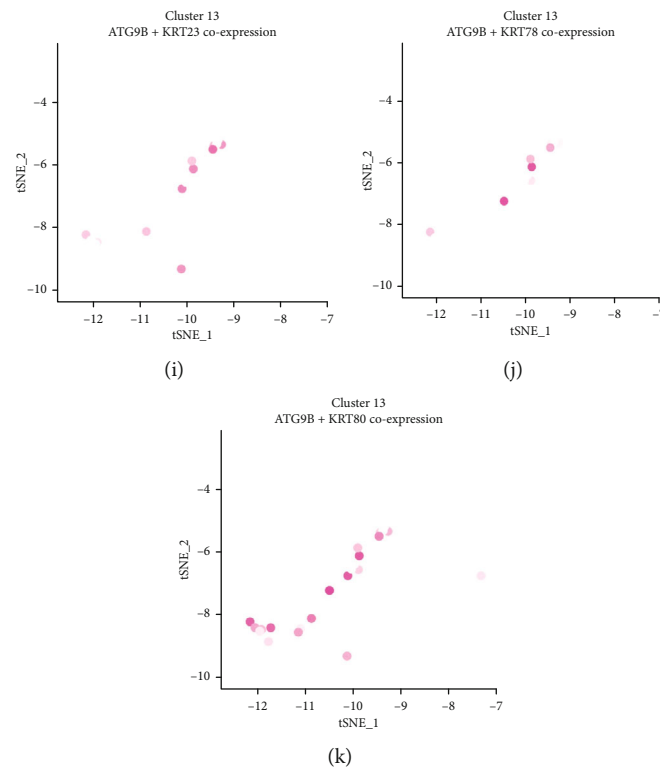 Cluster 13
ATG9B + KRT23 co-expression
−4
−6
−8
−10
tSNE_2
−12
−11
−10
−9
−8
−7
tSNE_1
(i)
Cluster 13
ATG9B + KRT78 co-expression
−4
−6
−8
−10
tSNE_2
−12
−11
−10
−9
−8
−7
tSNE_1
(j)
Cluster 13
ATG9B + KRT80 co-expression
−4
−6
−8
−10
tSNE_2
−12
−11
−10
−9
−8
−7
tSNE_1
(k)